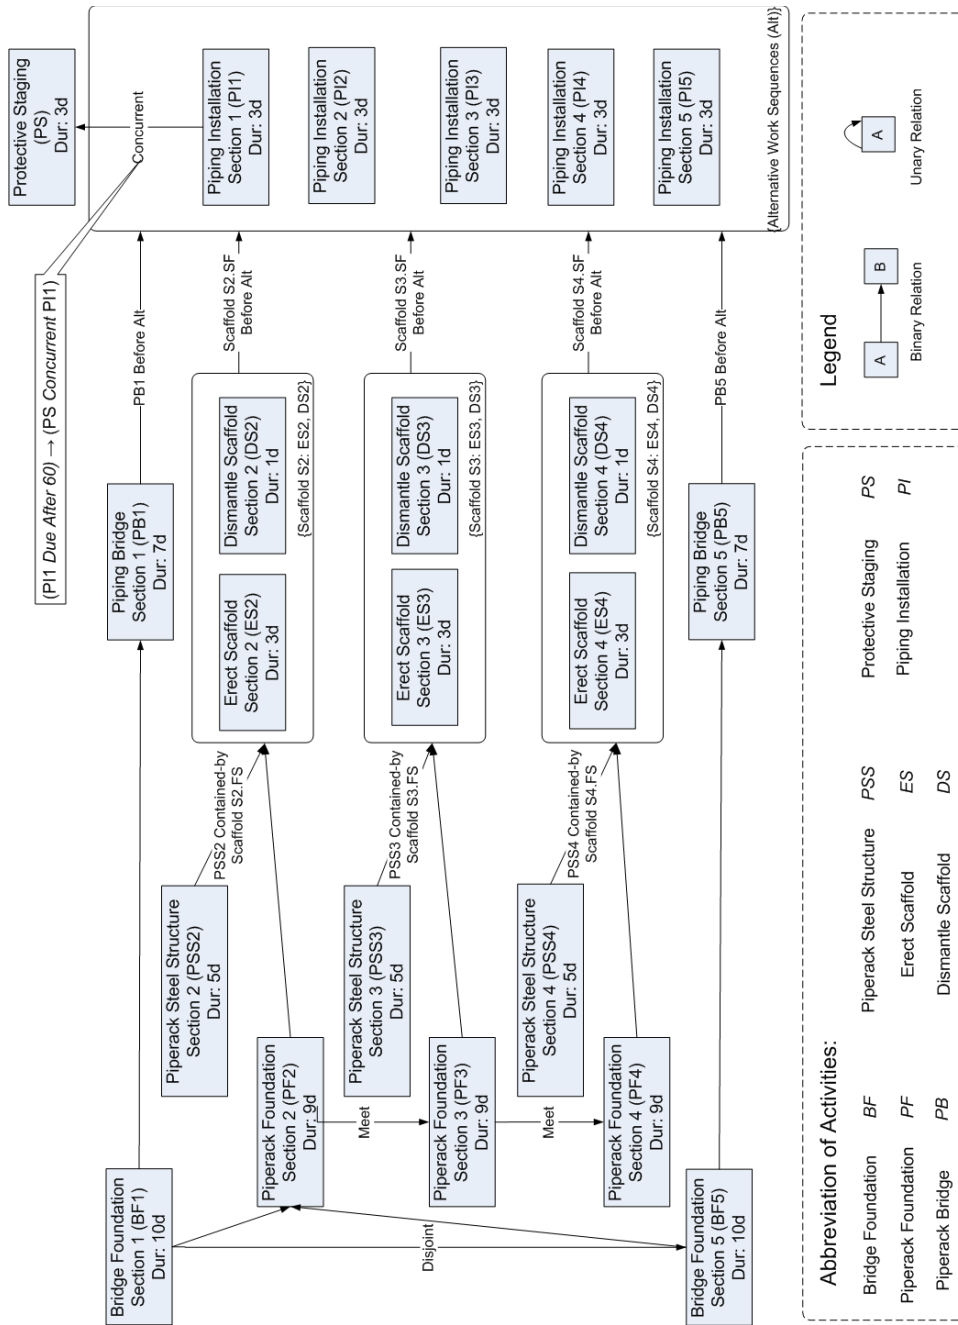 Bridge Foundation
Section 1 (BF1)
Dur: 10d
Piping Bridge
Section 1 (PB1)
Dur: 7d
PB1 Before Alt
(PI1 Due After 60) → (PS Concurrent PI1)
Protective Staging
(PS)
Dur: 3d
Concurrent
Piperack Steel Structure
Section 2 (PSS2)
Dur: 5d
PSS2 Contained-by
Scaffold S2.FS
Piperack Foundation
Section 2 (PF2)
Dur: 9d
Erect Scaffold
Section 2 (ES2)
Dur: 3d
Dismantle Scaffold
Section 2 (DS2)
Dur: 1d
{Scaffold S2: ES2, DS2}
Scaffold S2.SF
Before Alt
Piping Installation
Section 1 (PI1)
Dur: 3d
Piping Installation
Section 2 (PI2)
Dur: 3d
Meet
Piperack Steel Structure
Section 3 (PSS3)
Dur: 5d
PSS3 Contained-by
Scaffold S3.FS
Piperack Foundation
Section 3 (PF3)
Dur: 9d
Erect Scaffold
Section 3 (ES3)
Dur: 3d
Dismantle Scaffold
Section 3 (DS3)
Dur: 1d
{Scaffold S3: ES3, DS3}
Scaffold S3.SF
Before Alt
Piping Installation
Section 3 (PI3)
Dur: 3d
Disjoint
Meet
Piperack Steel Structure
Section 4 (PSS4)
Dur: 5d
PSS4 Contained-by
Scaffold S4.FS
Piperack Foundation
Section 4 (PF4)
Dur: 9d
Erect Scaffold
Section 4 (ES4)
Dur: 3d
Dismantle Scaffold
Section 4 (DS4)
Dur: 1d
{Scaffold S4: ES4, DS4}
Scaffold S4.SF
Before Alt
Piping Installation
Section 4 (PI4)
Dur: 3d
Bridge Foundation
Section 5 (BF5)
Dur: 10d
Piping Bridge
Section 5 (PB5)
Dur: 7d
PB5 Before Alt
Piping Installation
Section 5 (PI5)
Dur: 3d
{Alternative Work Sequences (Alt)}
Abbreviation of Activities:
Bridge Foundation BF
Piperack Foundation PF
Piperack Bridge PB
Piperack Steel Structure PSS
Erect Scaffold ES
Dismantle Scaffold DS
Protective Staging PS
Piping Installation PI
Legend
A
B
Binary Relation
A
Unary Relation